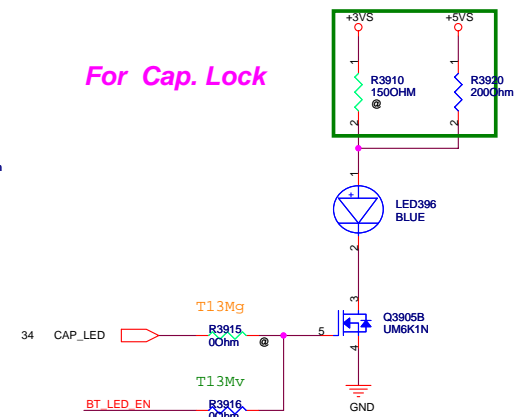 +3VS
+5VS
For Cap. Lock
1
1
R3910
150OHM
@
R3920
200Ohm
2
2
1
LED396
BLUE
2
T13Mg
3
Q3905B
UM6K1N
34 CAP_LED
R3915
0Ohm @
5
4
T13Mv
BT_LED_EN
R3916
0Ohm
GND